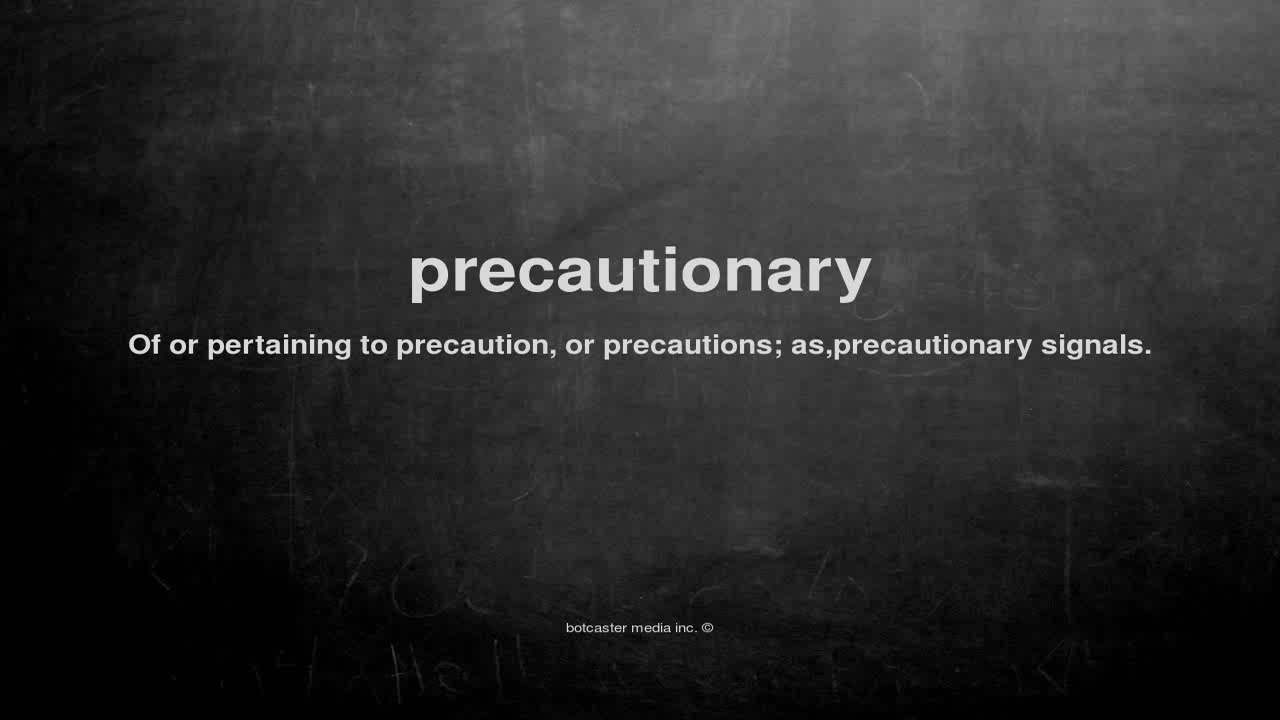 precautionary
Of or pertaining to precaution, or precautions; as,precautionary signals.
botcaster media inc. ©